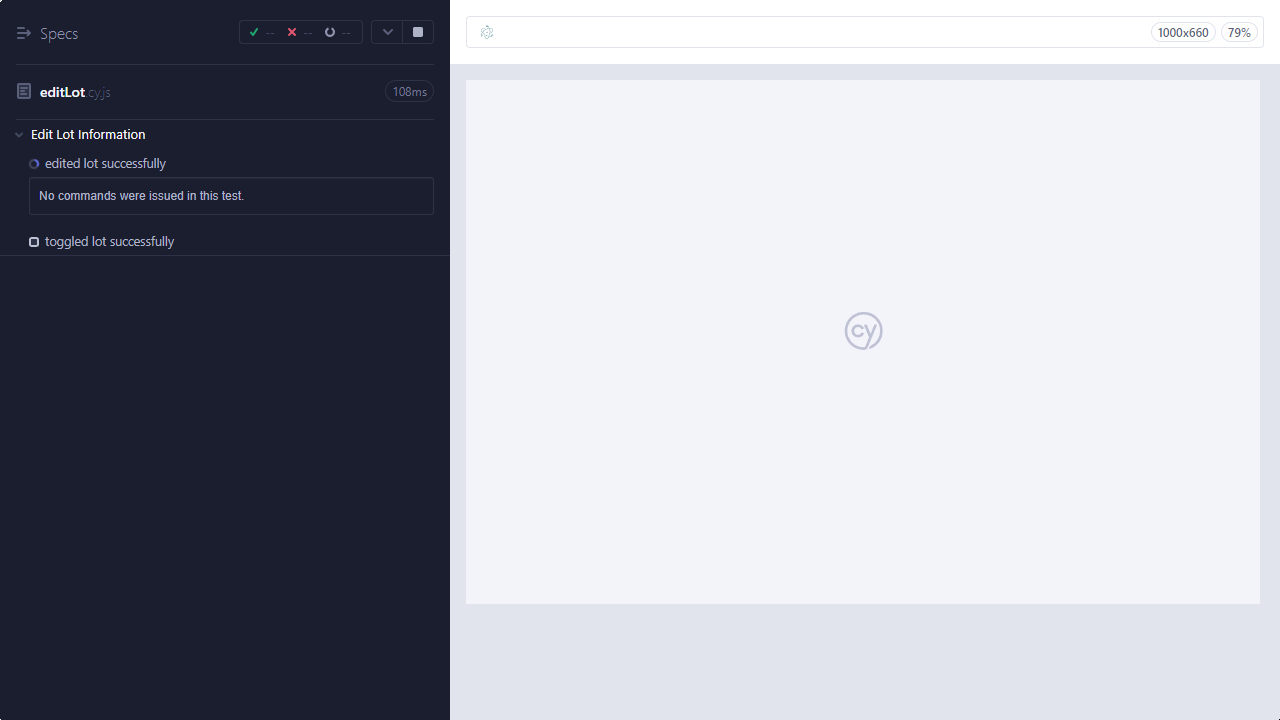 Specs
--
--
--
1000x660
79%
editLot cy.js
108ms
Edit Lot Information
edited lot successfully
No commands were issued in this test.
toggled lot successfully
cy